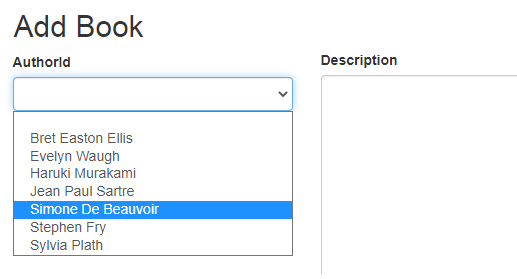 Add Book
AuthorId
Description
Bret Easton Ellis
Evelyn Waugh
Haruki Murakami
Jean Paul Sartre
Simone De Beauvoir
Stephen Fry
Sylvia Plath